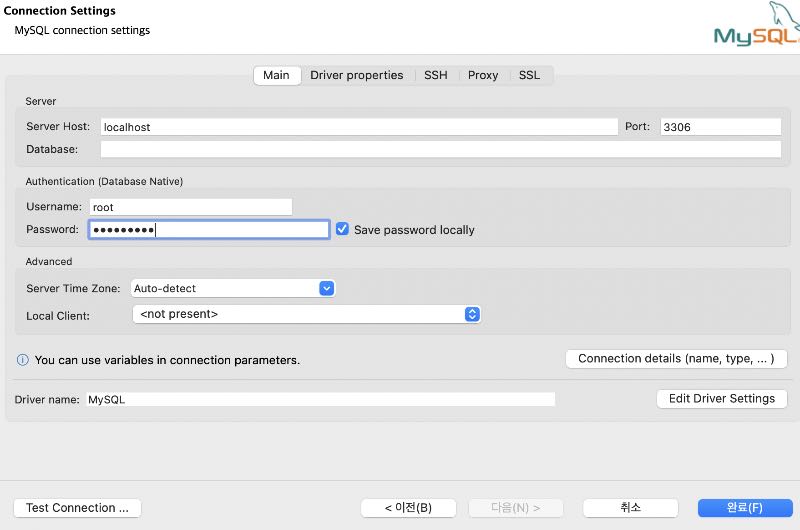 Connection Settings
MySQL connection settings
MySQL
Main Driver properties SSH Proxy SSL
Server
Server Host: localhost Port: 3306
Database:
Authentication (Database Native)
Username: root
Password: ●●●●●●●●● Save password locally
Advanced
Server Time Zone: Auto-detect
Local Client: <not present>
You can use variables in connection parameters. Connection details (name, type, ... )
Driver name: MySQL Edit Driver Settings
Test Connection ... < 이전(B) 다음(N) > 취소 완료(F)